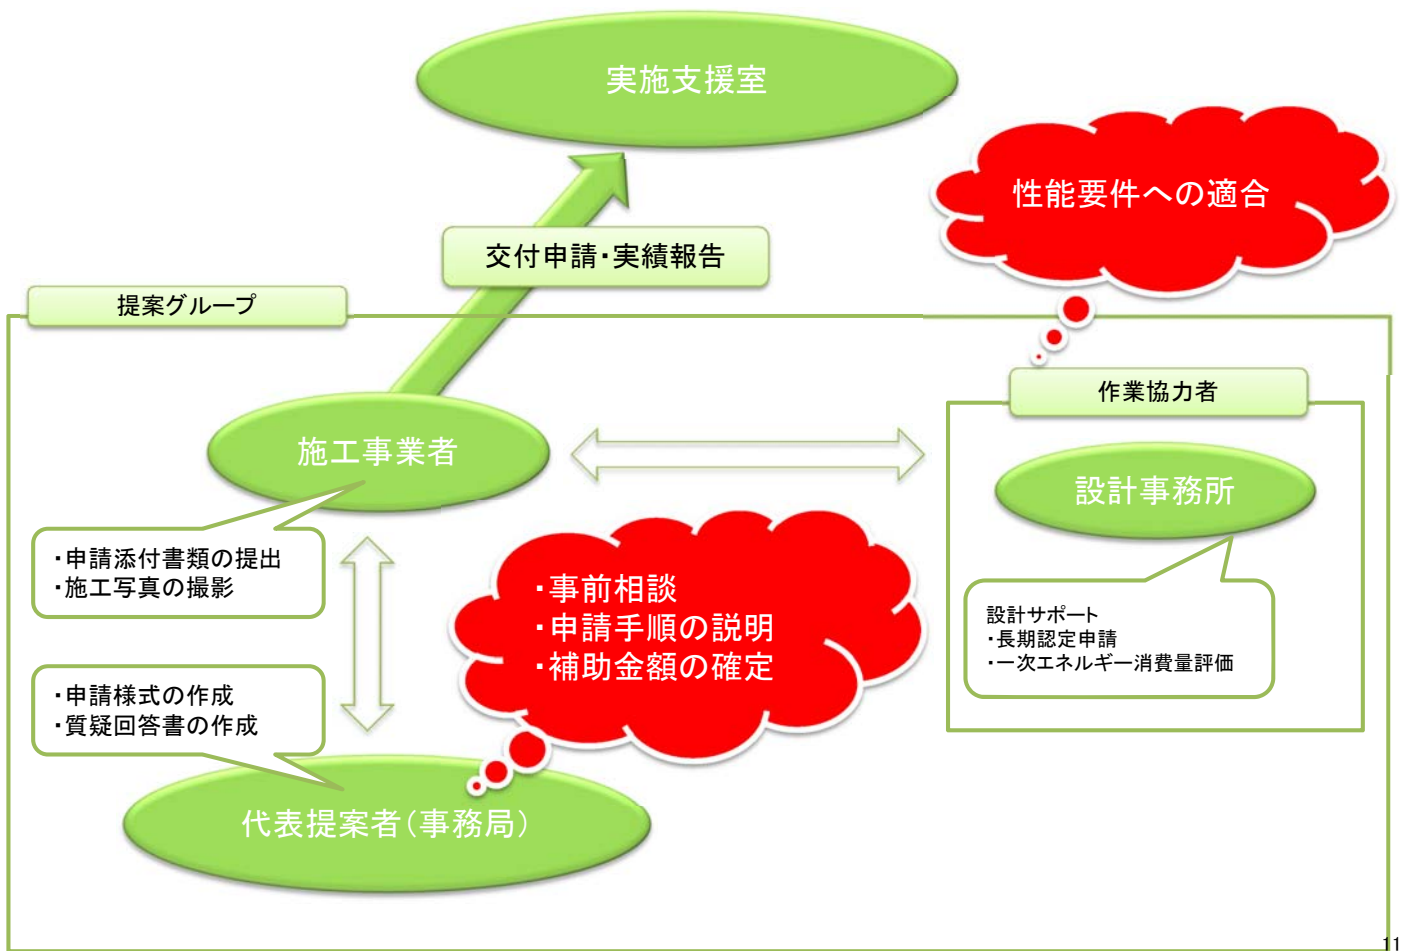 実施支援室
性能要件への適合
交付申請・実績報告
提案グループ
作業協力者
施工事業者
設計事務所
・申請添付書類の提出
・施工写真の撮影
・事前相談
・申請手順の説明
・補助金額の確定
設計サポート
・長期認定申請
・一次エネルギー消費量評価
・申請様式の作成
・質疑回答書の作成
代表提案者(事務局)
11